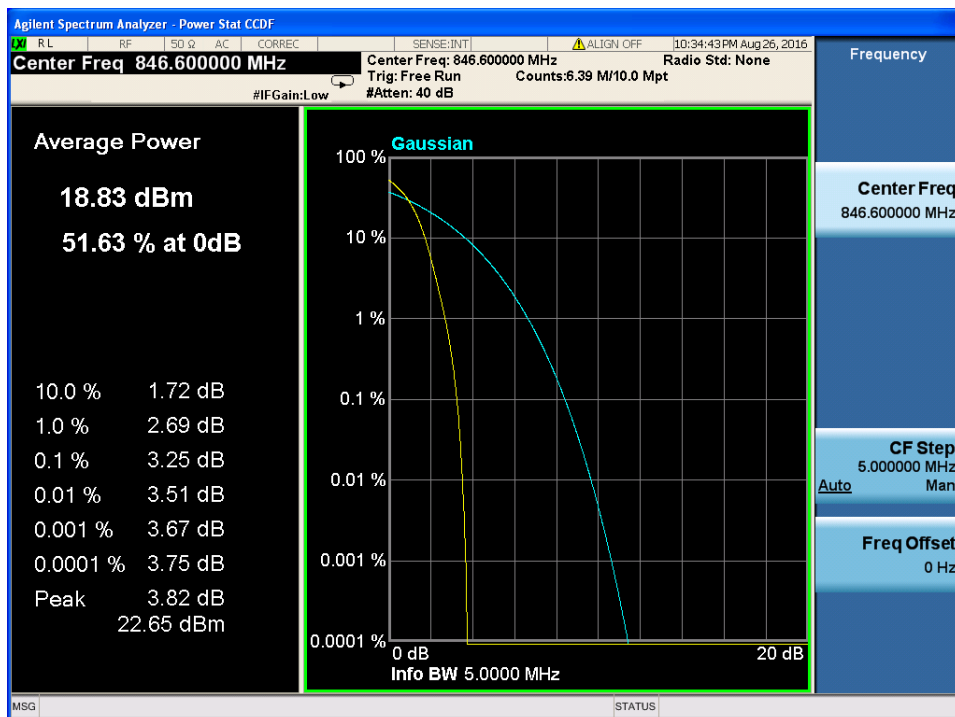 Agilent Spectrum Analyzer - Power Stat CCDF
LXI RL RF 50 Ω AC CORREC SENSE:INT ALIGN OFF 10:34:43 PM Aug 26, 2016
Center Freq 846.600000 MHz
Center Freq: 846.600000 MHz Radio Std: None
Trig: Free Run Counts:6.39 M/10.0 Mpt
#IFGain:Low #Atten: 40 dB
Average Power
18.83 dBm
51.63 % at 0dB
10.0 % 1.72 dB
1.0 % 2.69 dB
0.1 % 3.25 dB
0.01 % 3.51 dB
0.001 % 3.67 dB
0.0001 % 3.75 dB
Peak 3.82 dB
22.65 dBm
Gaussian
100 %
10 %
1 %
0.1 %
0.01 %
0.001 %
0.0001 %
0 dB 20 dB
Info BW 5.0000 MHz
Frequency
Center Freq
846.600000 MHz
CF Step
5.000000 MHz
Auto Man
Freq Offset
0 Hz
MSG STATUS